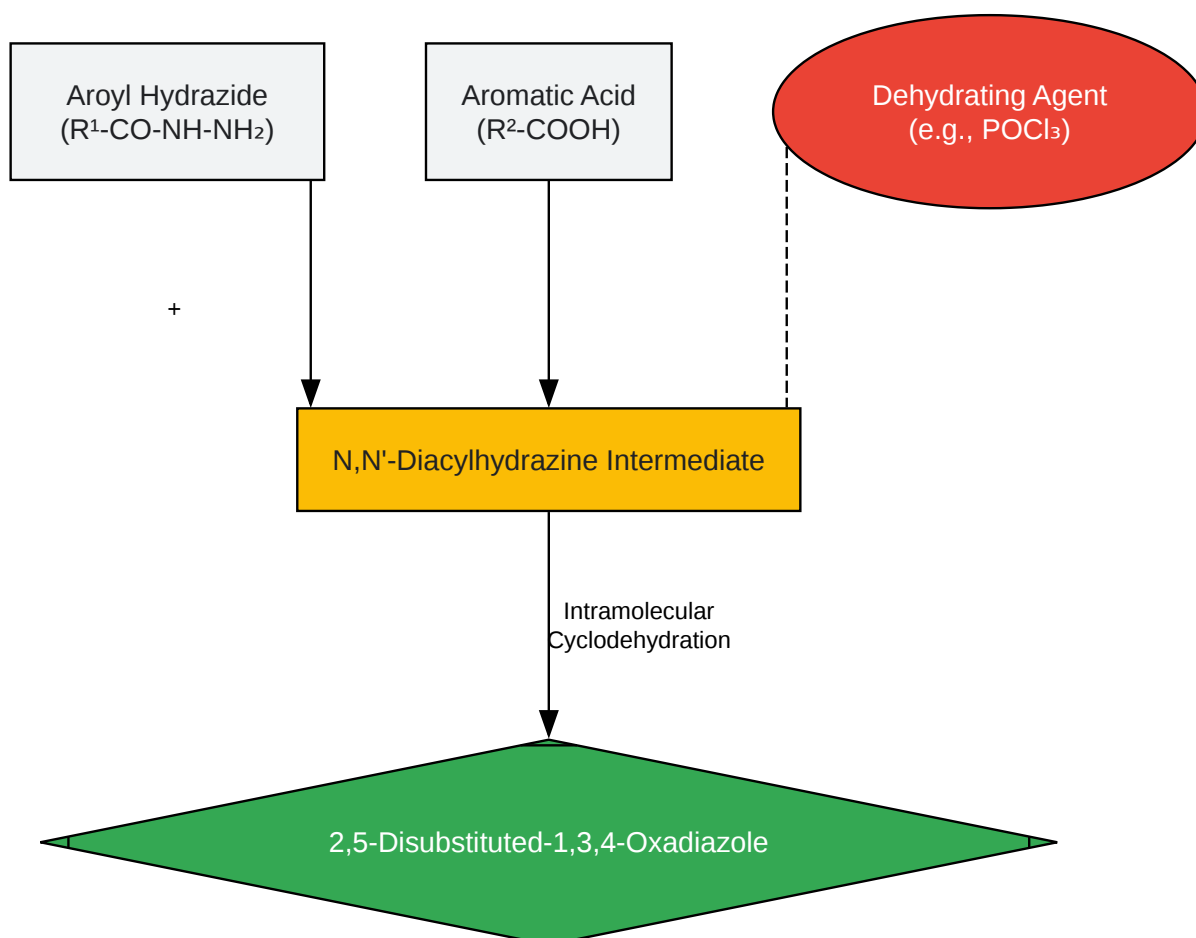 Aroyl Hydrazide
(R¹-CO-NH-NH₂)
Aromatic Acid
(R²-COOH)
Dehydrating Agent
(e.g., POCl₃)
+
N,N'-Diacylhydrazine Intermediate
Intramolecular
Cyclodehydration
2,5-Disubstituted-1,3,4-Oxadiazole